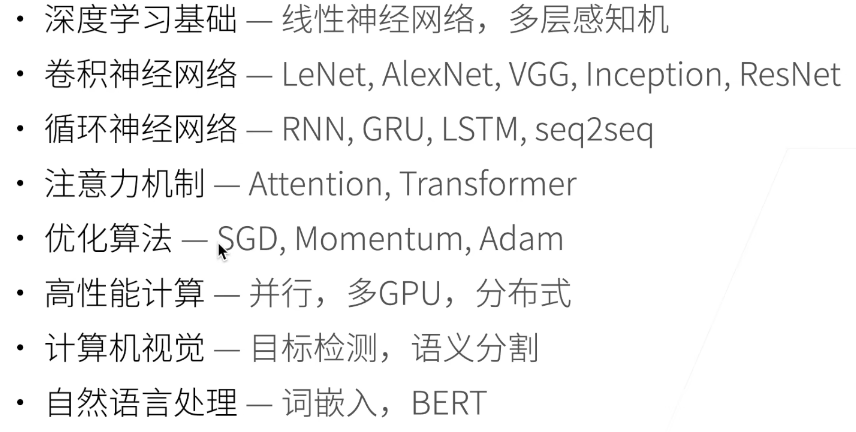 • 深度学习基础 — 线性神经网络，多层感知机
• 卷积神经网络 — LeNet, AlexNet, VGG, Inception, ResNet
• 循环神经网络 — RNN, GRU, LSTM, seq2seq
• 注意力机制 — Attention, Transformer
• 优化算法 — SGD, Momentum, Adam
• 高性能计算 — 并行，多GPU，分布式
• 计算机视觉 — 目标检测，语义分割
• 自然语言处理 — 词嵌入，BERT